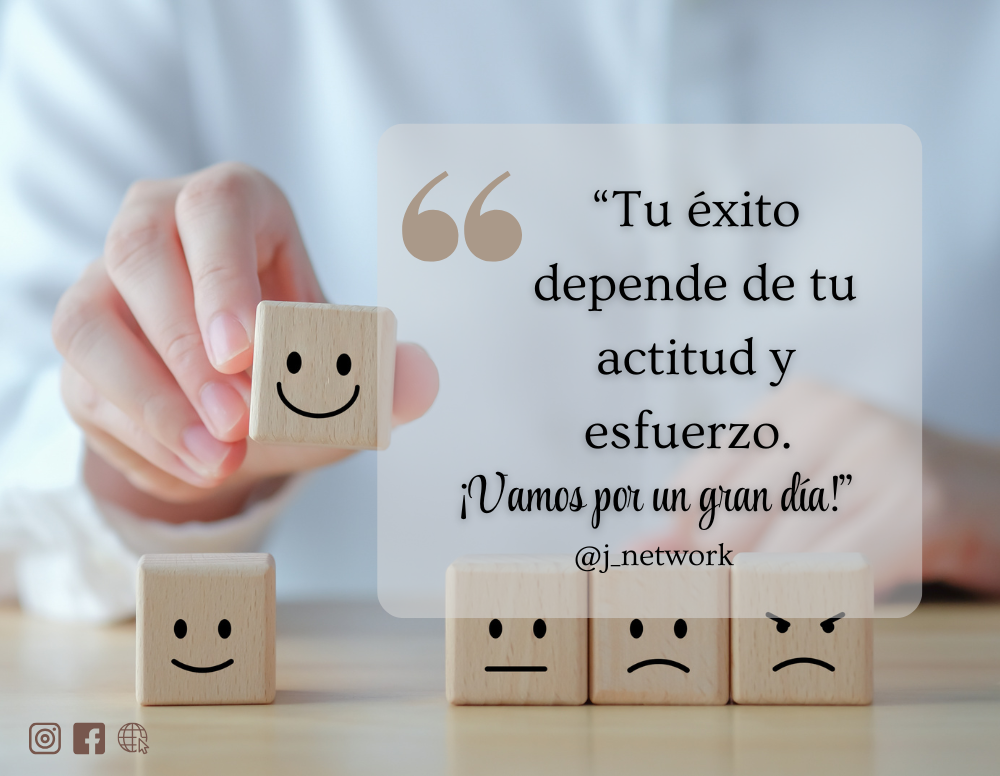 “Tu éxito
depende de tu
actitud y
esfuerzo.
¡Vamos por un gran día!”
@j_network